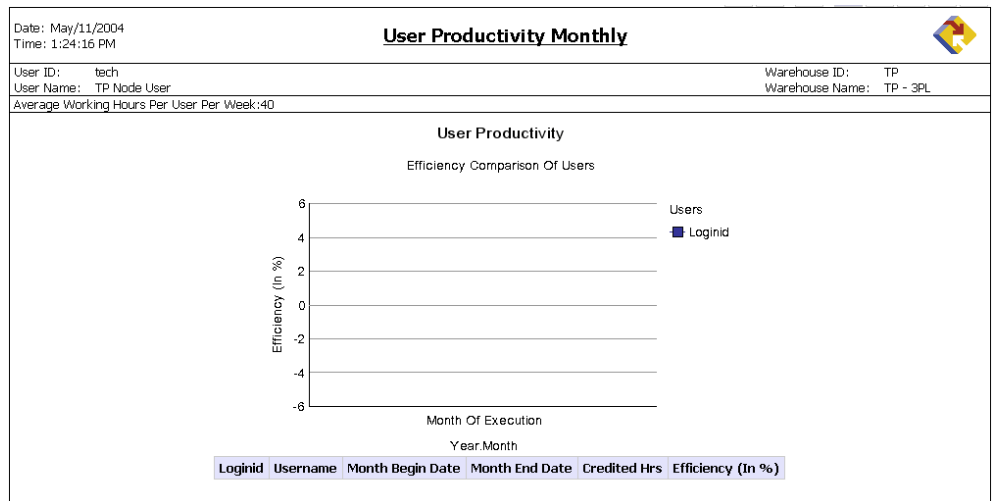 Date: May/11/2004
Time: 1:24:16 PM
User Productivity Monthly
User ID: tech
User Name: TP Node User
Warehouse ID: TP
Warehouse Name: TP - 3PL
Average Working Hours Per User Per Week:40
User Productivity
Efficiency Comparison Of Users
Efficiency (In %)
6
4
2
0
-2
-4
-6
Users
Loginid
Month Of Execution
Year.Month
Loginid Username Month Begin Date Month End Date Credited Hrs Efficiency (In %)